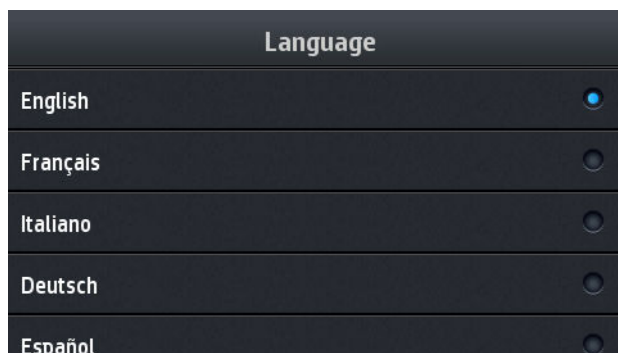 Language
English
Français
Italiano
Deutsch
Español